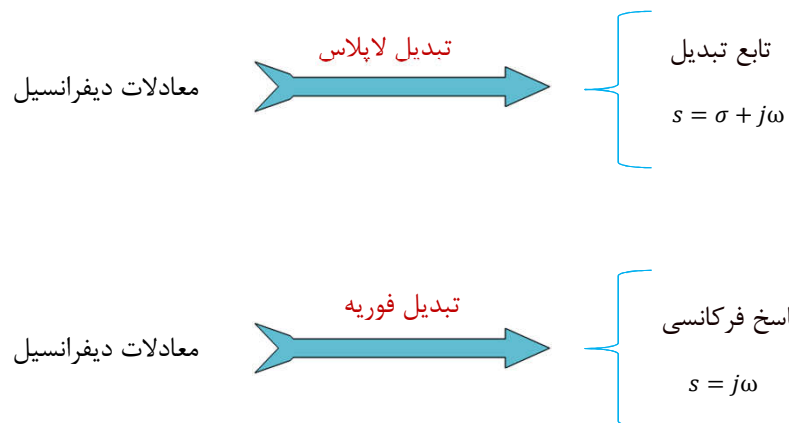 تبدیل لاپلاس
معادلات دیفرانسیل
تابع تبدیل
s = σ + jω
تبدیل فوریه
معادلات دیفرانسیل
اسخ فرکانسی
s = jω